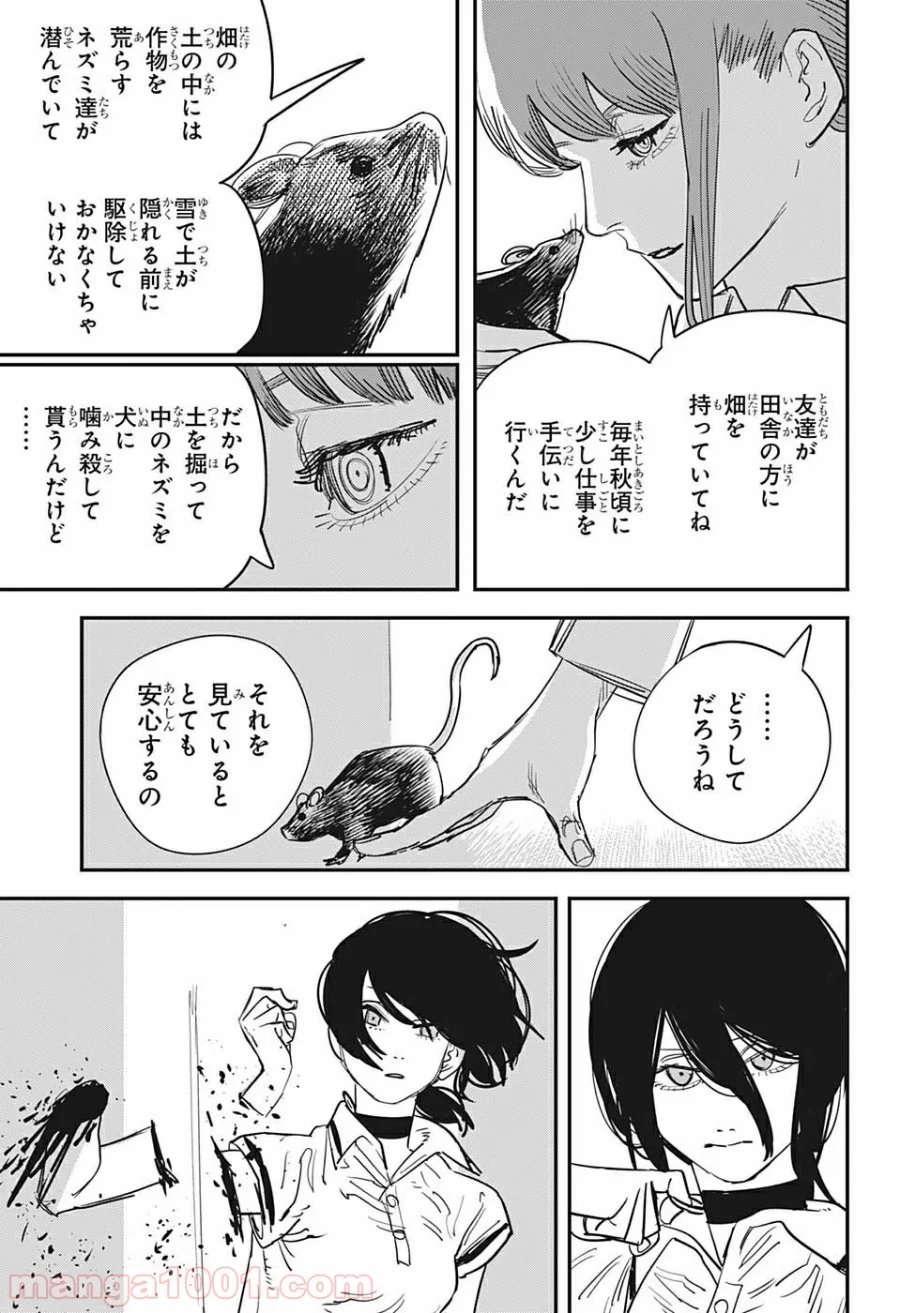 友達が
田舎の方に
畑を
持っていてね
毎年秋頃に
少し仕事を
手伝いに
行くんだ
畑の
土の中には
作物を
荒らす
ネズミ達が
潜んでいて
雪で土が
隠れる前に
駆除して
おかなくちゃ
いけない
だから
土を掘って
中のネズミを
犬に
噛み殺して
貰うんだけど
……
……
どうして
だろうね
それを
見ていると
とても
安心するの
manga1001.com